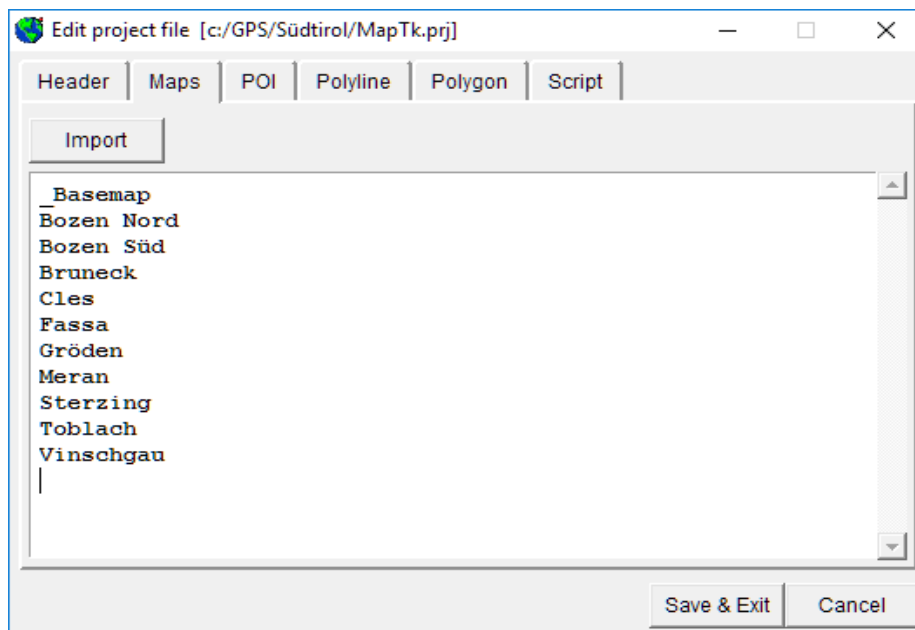 Edit project file [c:/GPS/Südtirol/MapTk.prj]
Header Maps POI Polyline Polygon Script
Import
_Basemap
Bozen Nord
Bozen Süd
Bruneck
Cles
Fassa
Gröden
Meran
Sterzing
Toblach
Vinschgau
Save & Exit Cancel